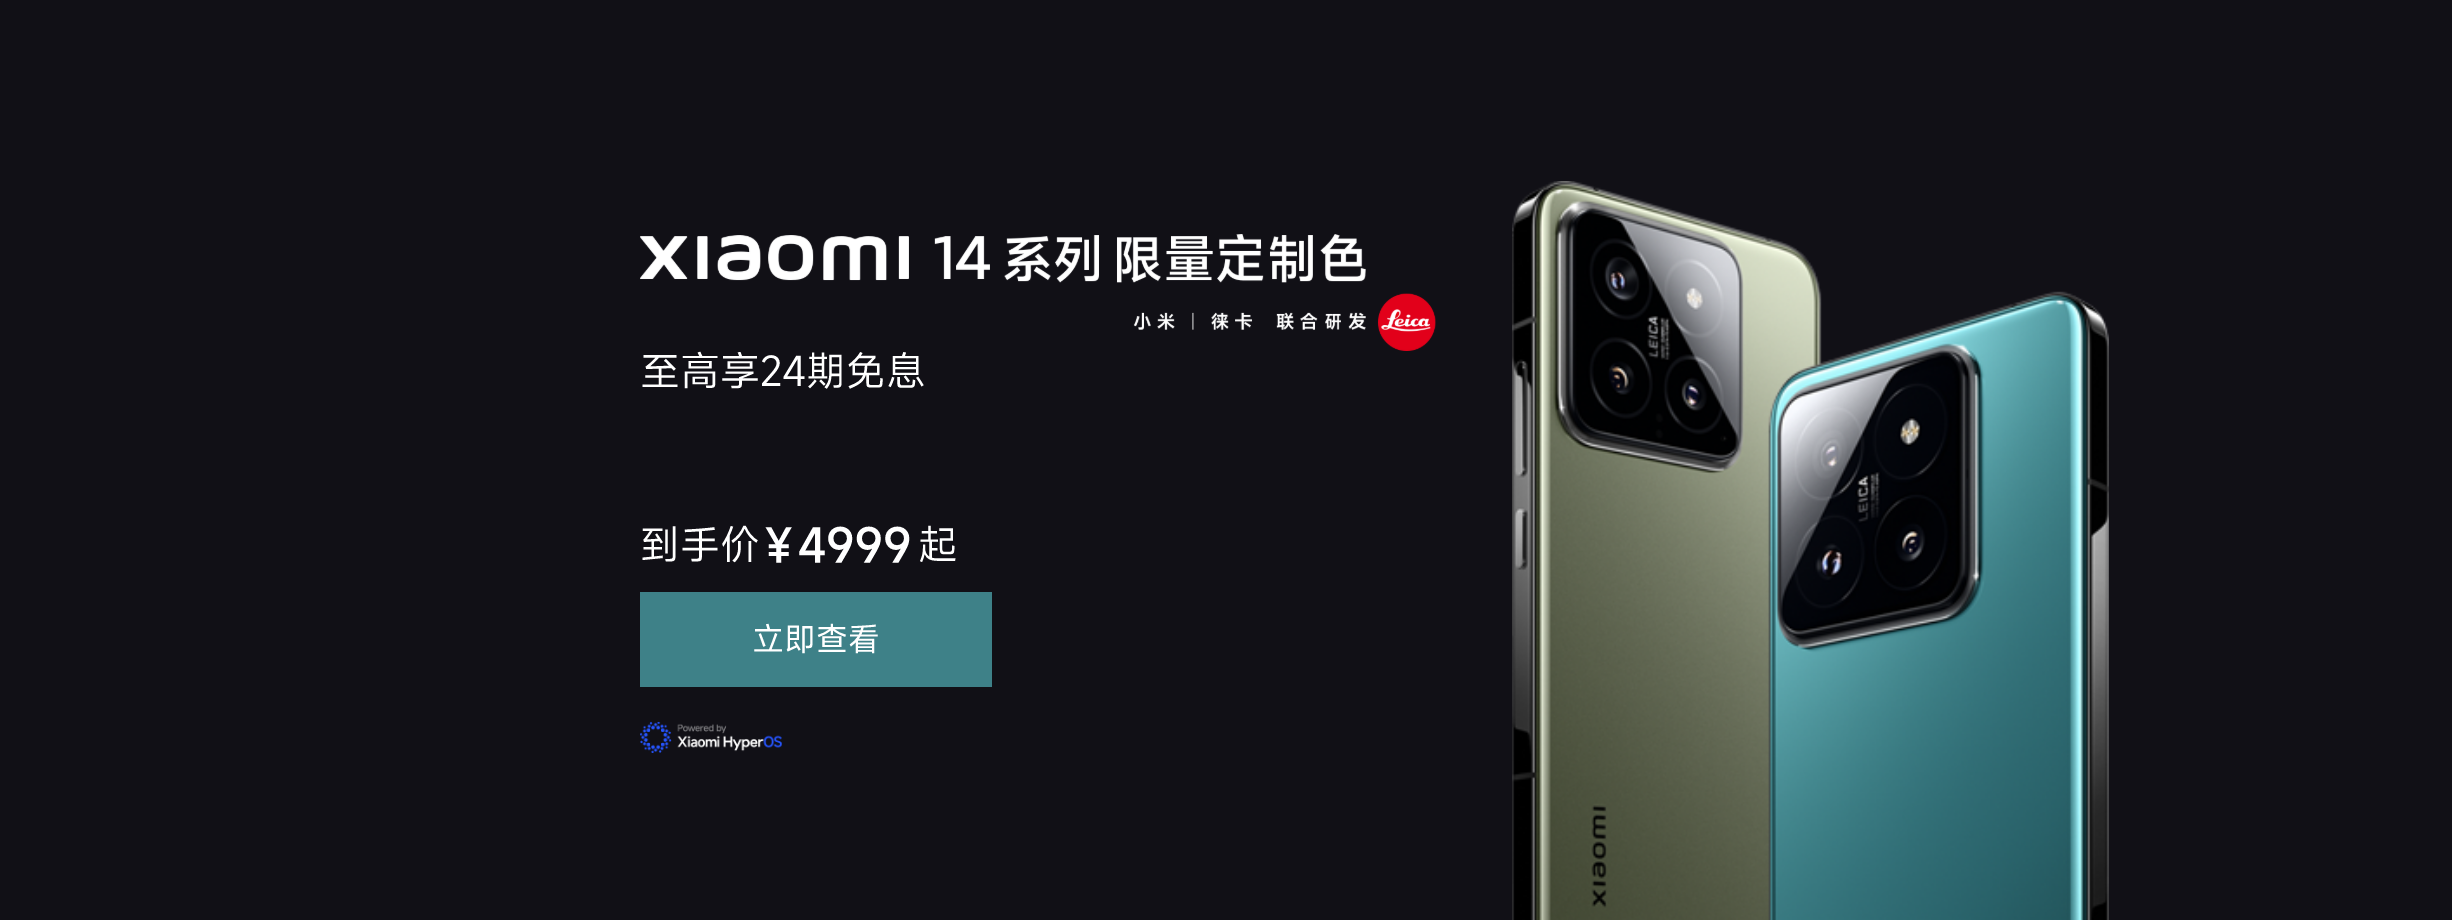 xiaomi 14 系列 限量定制色
小米 | 徕卡 联合研发 Leica
至高享24期免息
到手价¥4999起
立即查看
Powered by
Xiaomi HyperOS
LEICA
LEICA
xiaomi